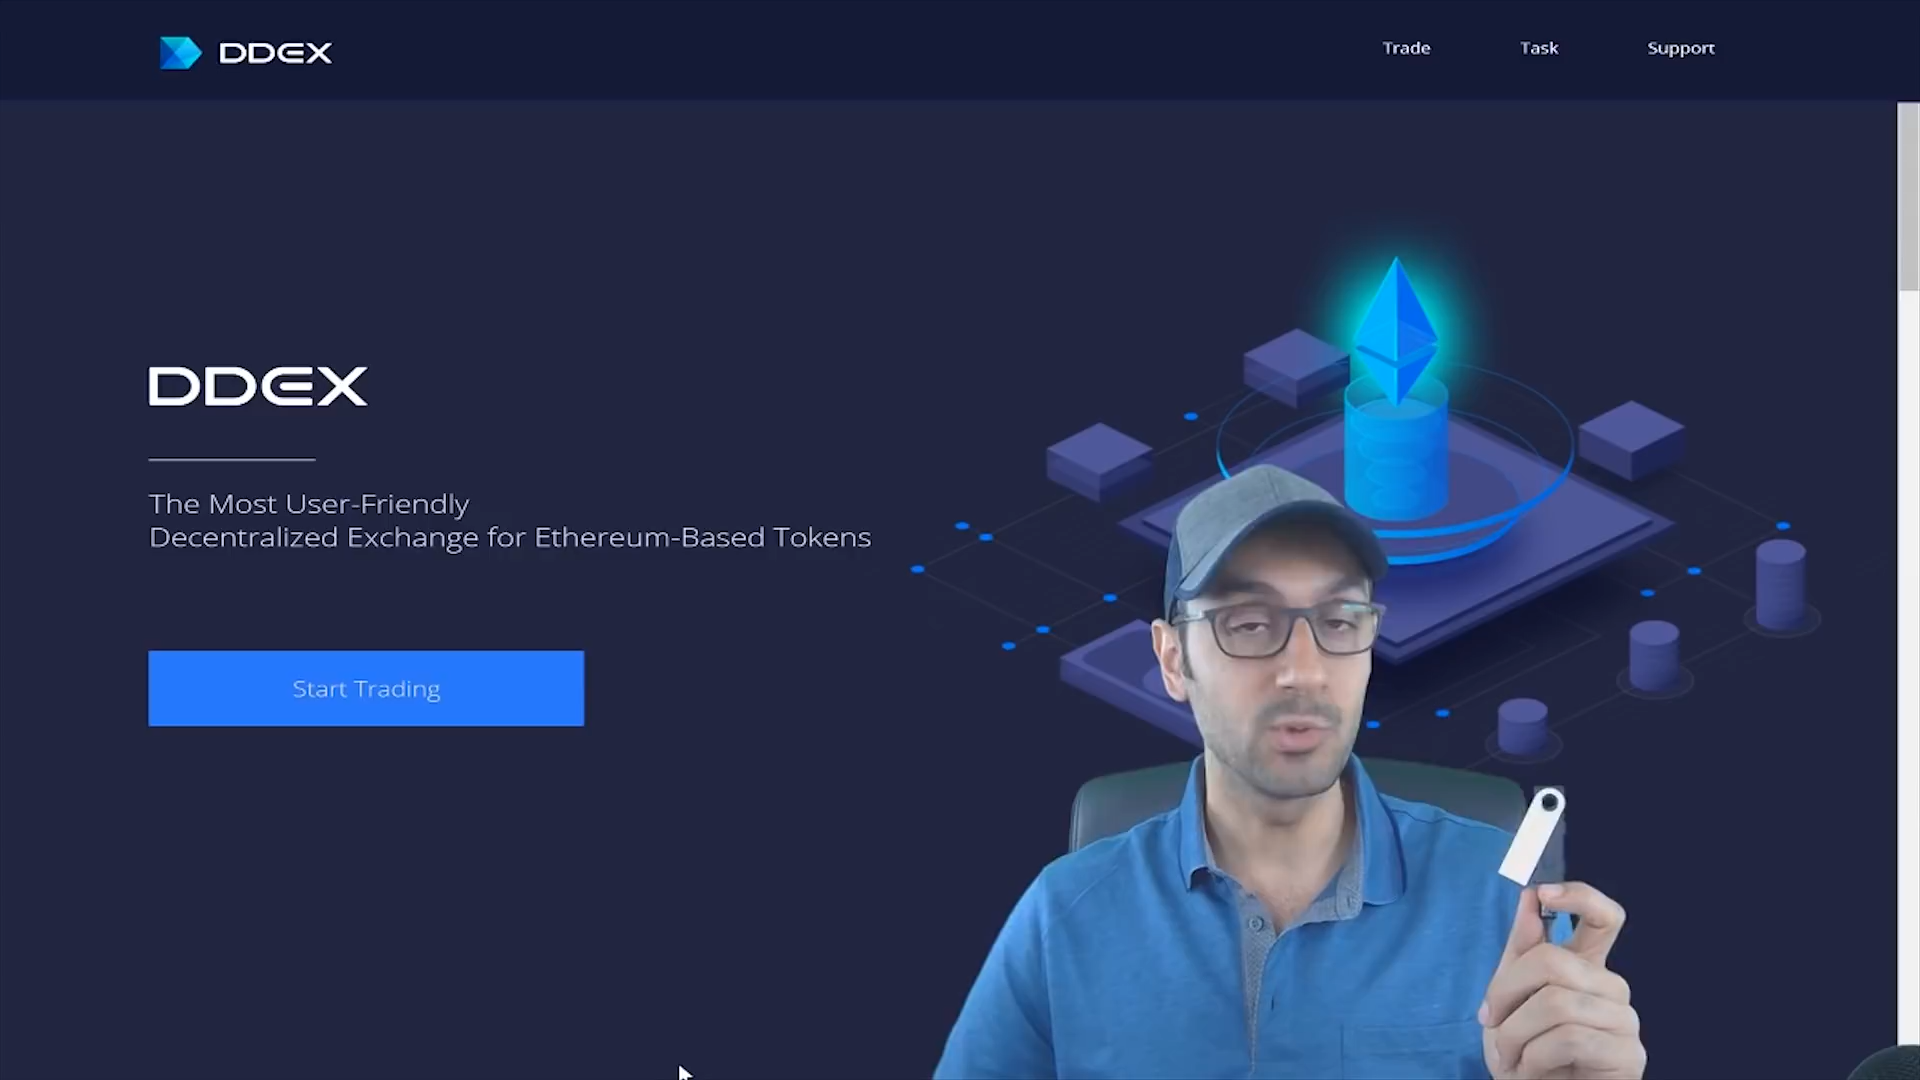 DDEX
Trade
Task
Support
DDEX
The Most User-Friendly
Decentralized Exchange for Ethereum-Based Tokens
Start Trading